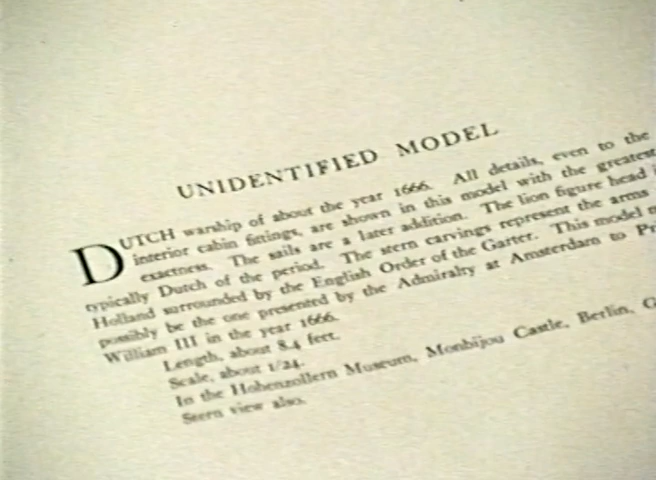 UNIDENTIFIED MODEL
DUTCH warship of about the year 1666. All details, even to the
interior cabin fittings, are shown in this model with the greatest
exactness. The sails are a later addition. The lion figure head
typically Dutch of the period. The stern carvings represent the arms
Holland surrounded by the English Order of the Garter. This model
possibly be the one presented by the Admiralty at Amsterdam to
William III in the year 1666.
Length, about 8.4 feet.
Scale, about 1/24.
In the Hohenzollern Museum, Monbijou Castle, Berlin,
Stern view also.